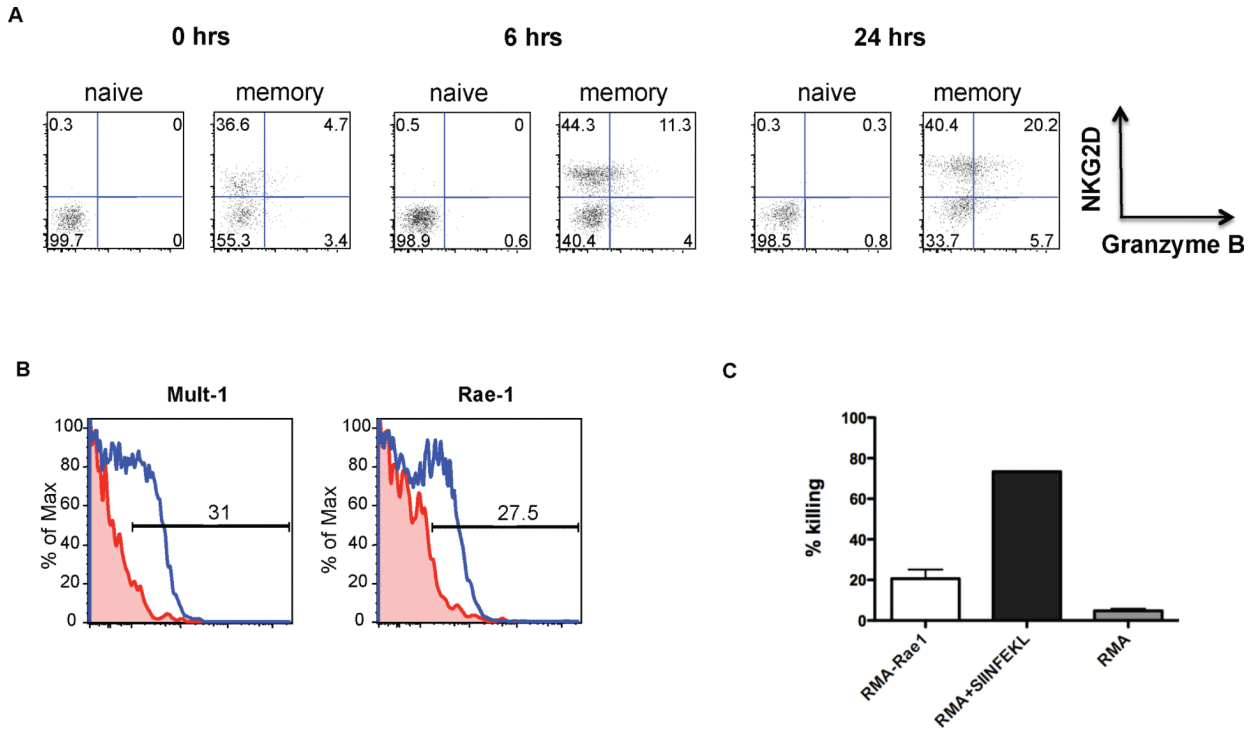 A
0 hrs
6 hrs
24 hrs
naive
memory
naive
memory
naive
memory
0.3
0
99.7
0
36.6
4.7
55.3
3.4
0.5
0
98.9
0.6
44.3
11.3
40.4
4
0.3
0.3
98.5
0.8
40.4
20.2
33.7
5.7
NKG2D
Granzyme B
B
Mult-1
% of Max
100
80
60
40
20
0
31
Rae-1
% of Max
100
80
60
40
20
0
27.5
C
% killing
100
80
60
40
20
0
RMA-Rae1
RMA+SIINFEKL
RMA